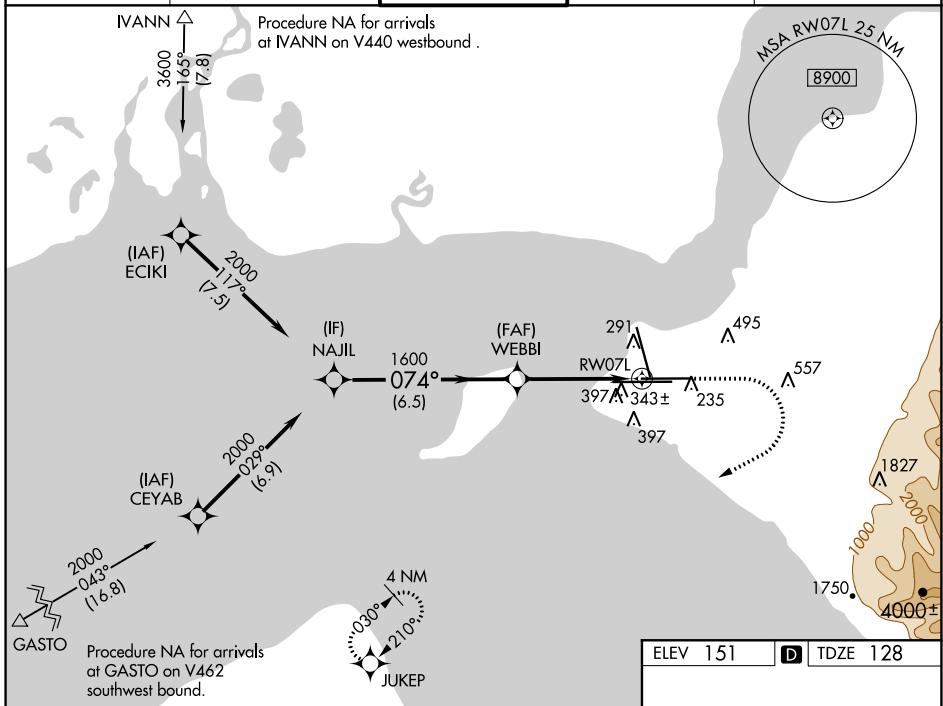 IVANN
Procedure NA for arrivals
at IVANN on V440 westbound .
3600
165°
(7.8)
MSA RW07L 25 NM
8900
(IAF)
ECIKI
2000
117°
(7.5)
(IF)
NAJIL
1600
074°
(6.5)
(FAF)
WEBBI
RW07L
291
495
557
397
343±
235
397
(IAF)
CEYAB
2000
029°
(6.9)
2000
043°
(16.8)
GASTO
Procedure NA for arrivals
at GASTO on V462
southwest bound.
4 NM
030°
210°
JUKEP
1827
2000
1000
1750
4000±
ELEV 151 D TDZE 128